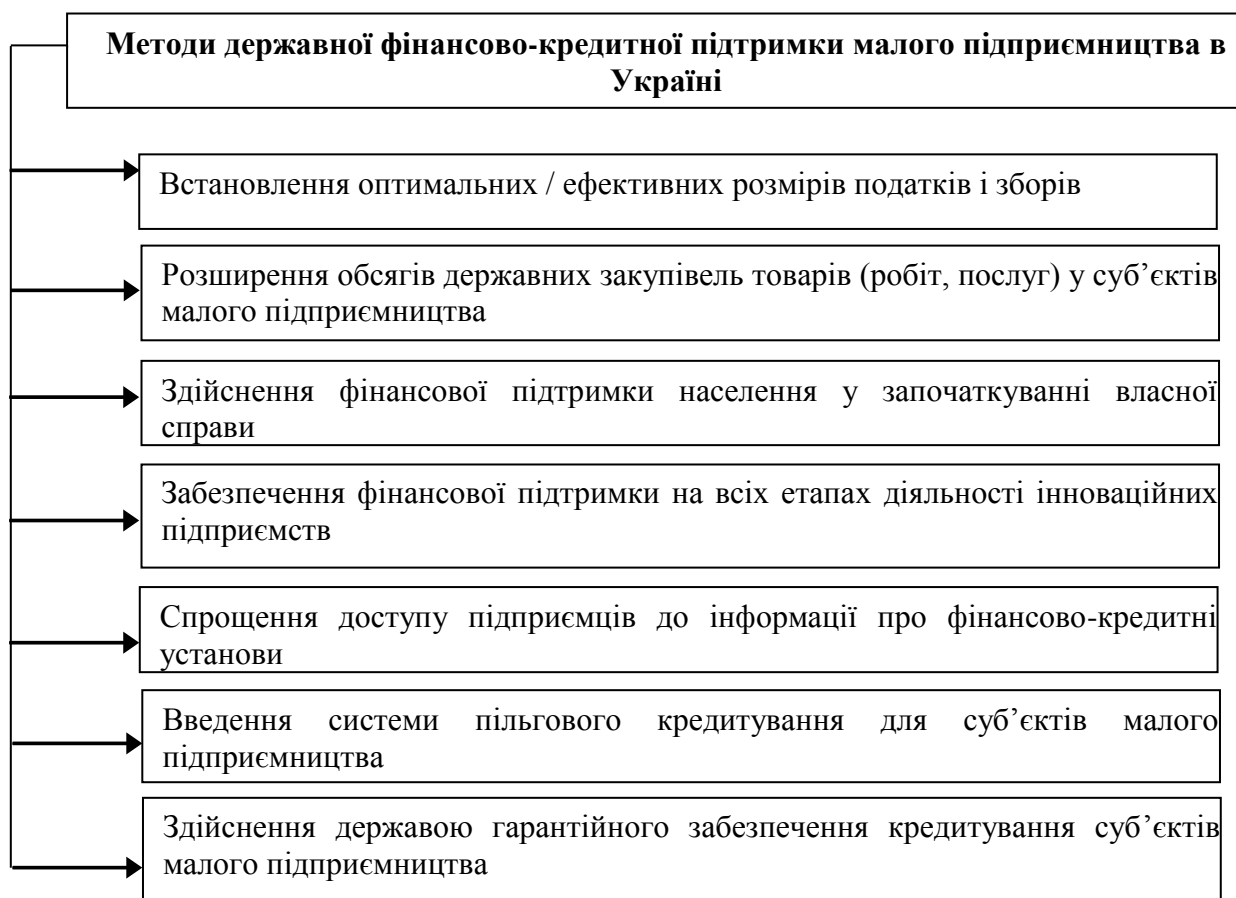 Методи державної фінансово-кредитної підтримки малого підприємництва в
Україні
Встановлення оптимальних / ефективних розмірів податків і зборів
Розширення обсягів державних закупівель товарів (робіт, послуг) у суб’єктів
малого підприємництва
Здійснення фінансової підтримки населення у започаткуванні власної
справи
Забезпечення фінансової підтримки на всіх етапах діяльності інноваційних
підприємств
Спрощення доступу підприємців до інформації про фінансово-кредитні
установи
Введення системи пільгового кредитування для суб’єктів малого
підприємництва
Здійснення державою гарантійного забезпечення кредитування суб’єктів
малого підприємництва